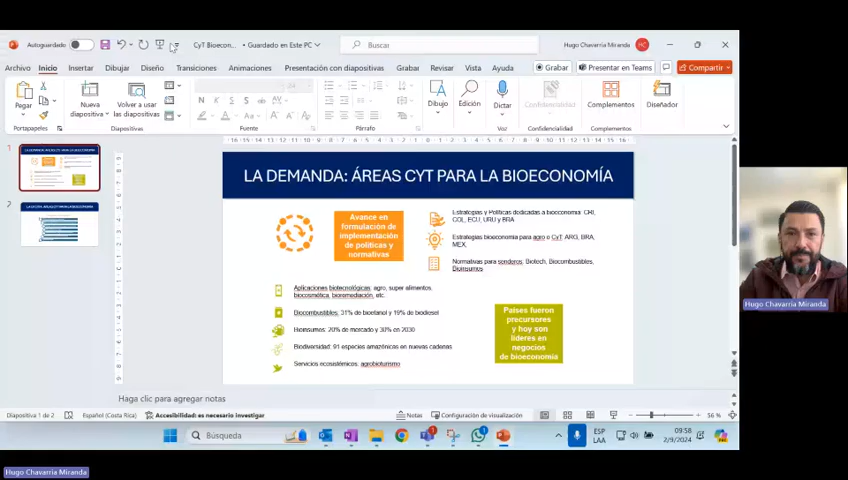 Autoguardado
CyT Bioecon... • Guardado en Este PC
Buscar
Hugo Chavarría Miranda
HC
Archivo Inicio Insertar Dibujar Diseño Transiciones Animaciones Presentación con diapositivas Grabar Revisar Vista Ayuda
Grabar
Presentar en Teams
Compartir
Pegar
Nueva diapositiva
Volver a usar las diapositivas
Dibujo
Edición
Dictar
Confidencialidad
Complementos
Diseñador
Portapapeles
Diapositivas
Fuente
Párrafo
Voz
Confidencialidad
Complementos
1
2
LA DEMANDA: ÁREAS CYT PARA LA BIOECONOMÍA
Avance en
formulación de
implementación
de políticas y
normativas
Estrategias y Políticas dedicadas a bioeconomía CRI,
COL, ECU, URU y BRA
Estrategias bioeconomía para agro o CyT: ARG, BRA,
MEX,
Normativas para senderos, Biotech, Biocombustibles,
Bioinsumos
Aplicaciones biotecnológicas, agro, super alimentos,
biocosmética, bioremediación, etc.
Biocombustibles: 31% de bioetanol y 19% de biodiesel
Bioinsumos: 20% de mercado y 30% en 2030
Biodiversidad: 91 especies amazónicas en nuevas cadenas
Servicios ecosistémicos, agrobioturismo
Países fueron
precursores
y hoy son
líderes en
negocios
de bioeconomía
Haga clic para agregar notas
Diapositiva 1 de 2
Español (Costa Rica)
Accesibilidad: es necesario investigar
Notas
Configuración de visualización
56 %
Búsqueda
ESP
LAA
09:58
2/9/2024
Hugo Chavarria Miranda
Hugo Chavarria Miranda